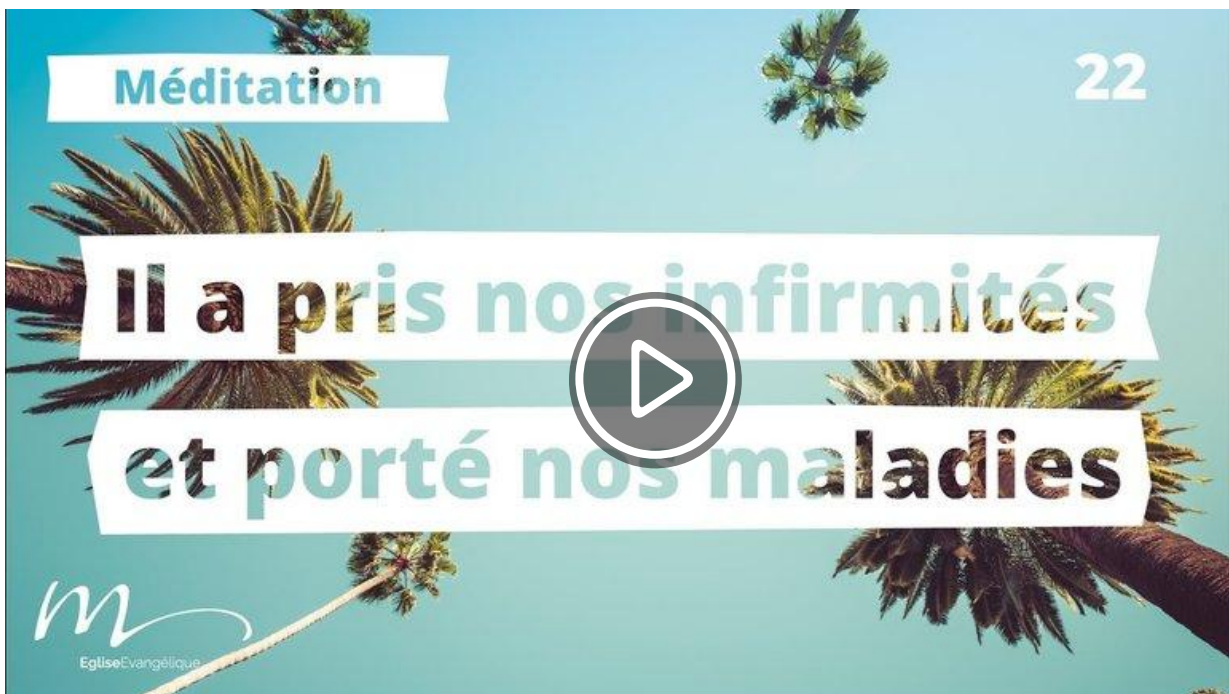 Méditation
22
Il a pris nos infirmités
et porté nos maladies
m
EgliseEvangélique